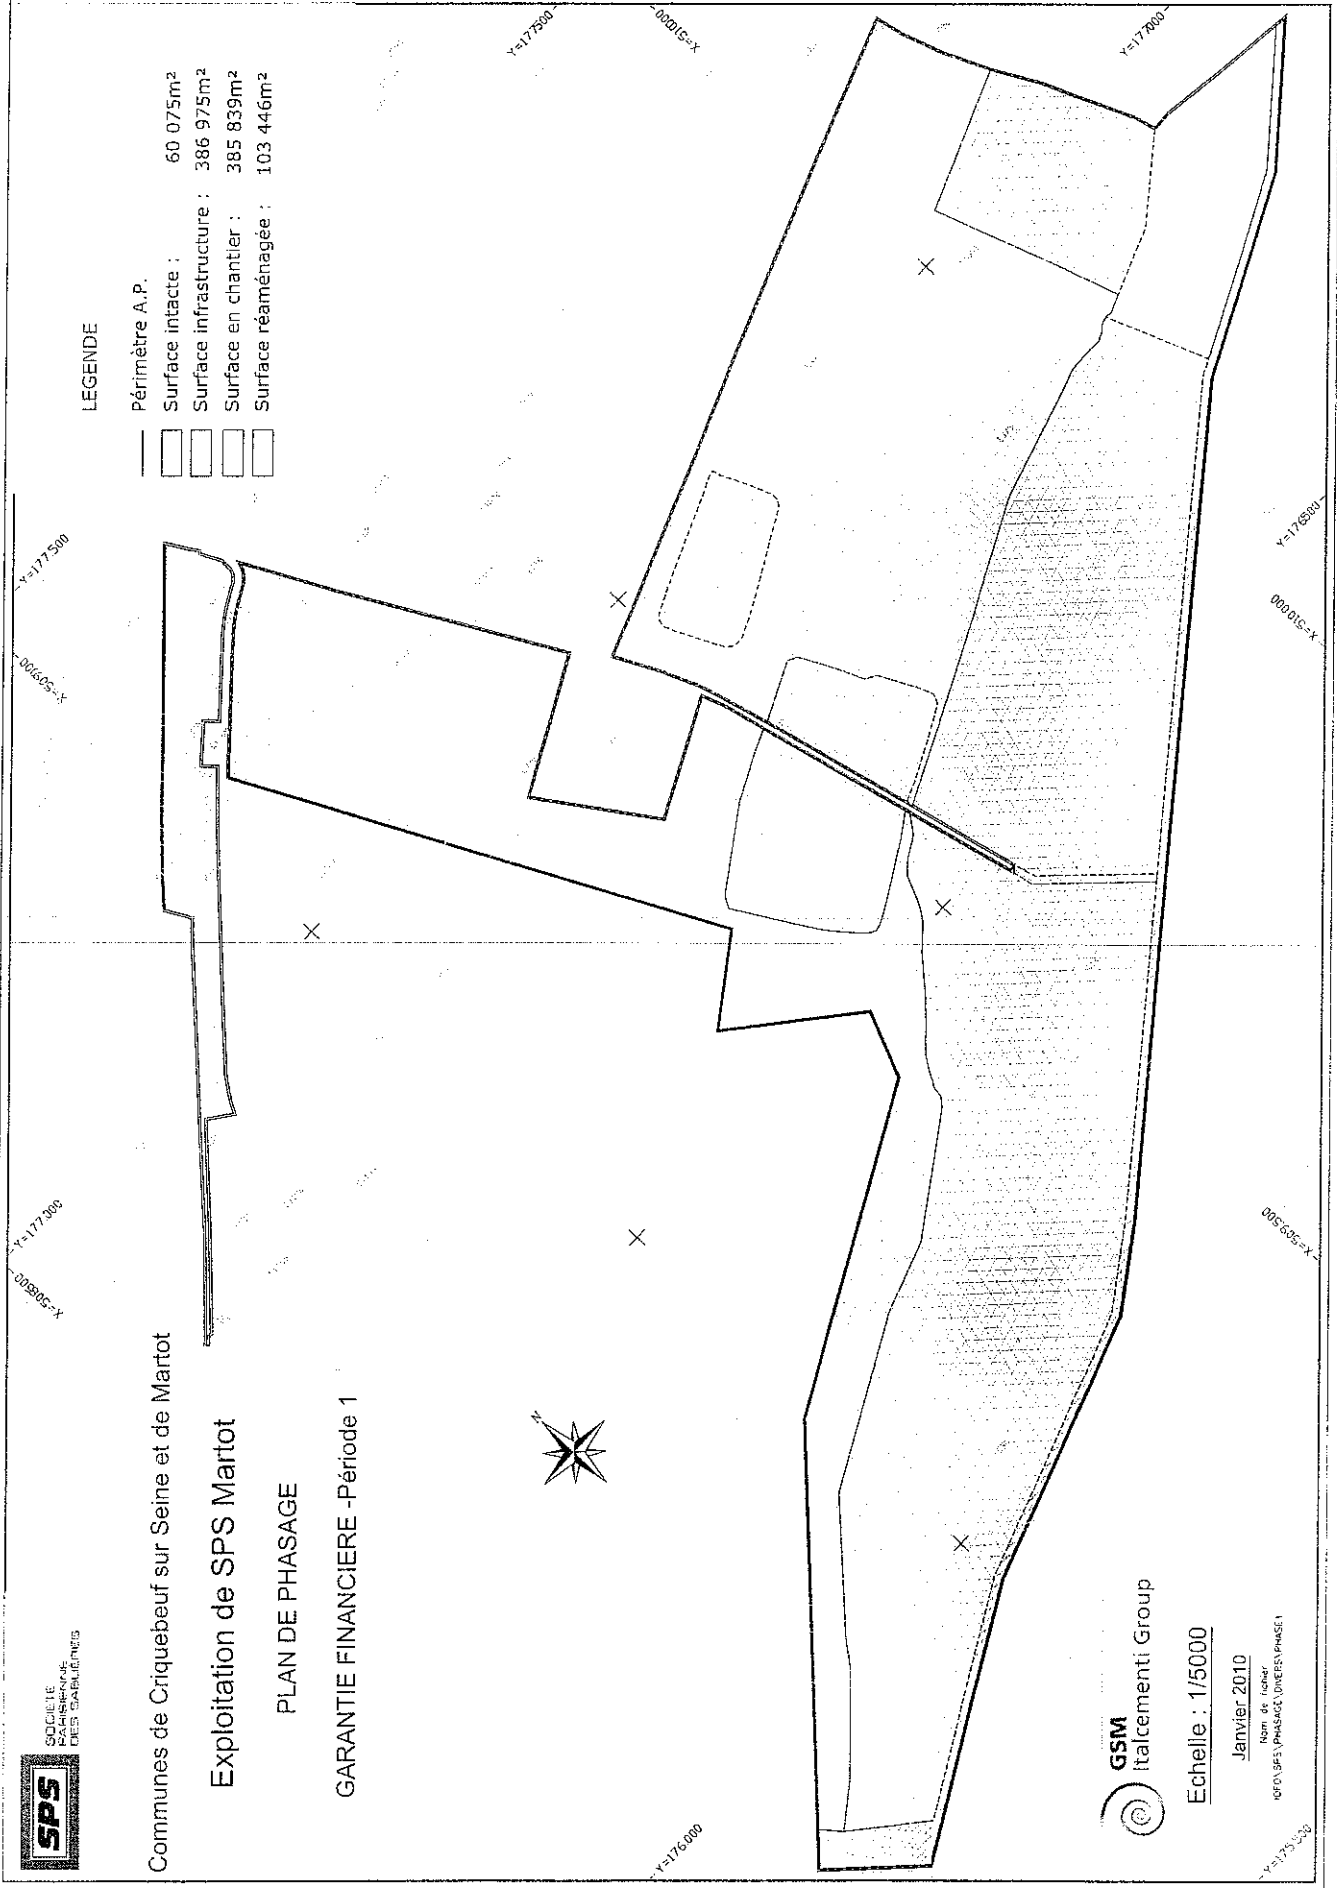 SPS
SOCIETE
PARISIENNE
DES SABLIERES
Communes de Criquebeuf sur Seine et de Martot
Exploitation de SPS Martot
PLAN DE PHASAGE
GARANTIE FINANCIERE -Période 1
LEGENDE
Périmètre A.P.
Surface intacte : 60 075m²
Surface infrastructure : 386 975m²
Surface en chantier : 385 839m²
Surface réaménagée : 103 446m²
Y=177500
X=510000
Y=177000
Y=177500
X=509000
Y=177000
X=508500
N
Y=176500
X=510000
X=509500
Y=176000
GSM
Italcementi Group
Echelle : 1/5000
Janvier 2010
Nom de fichier